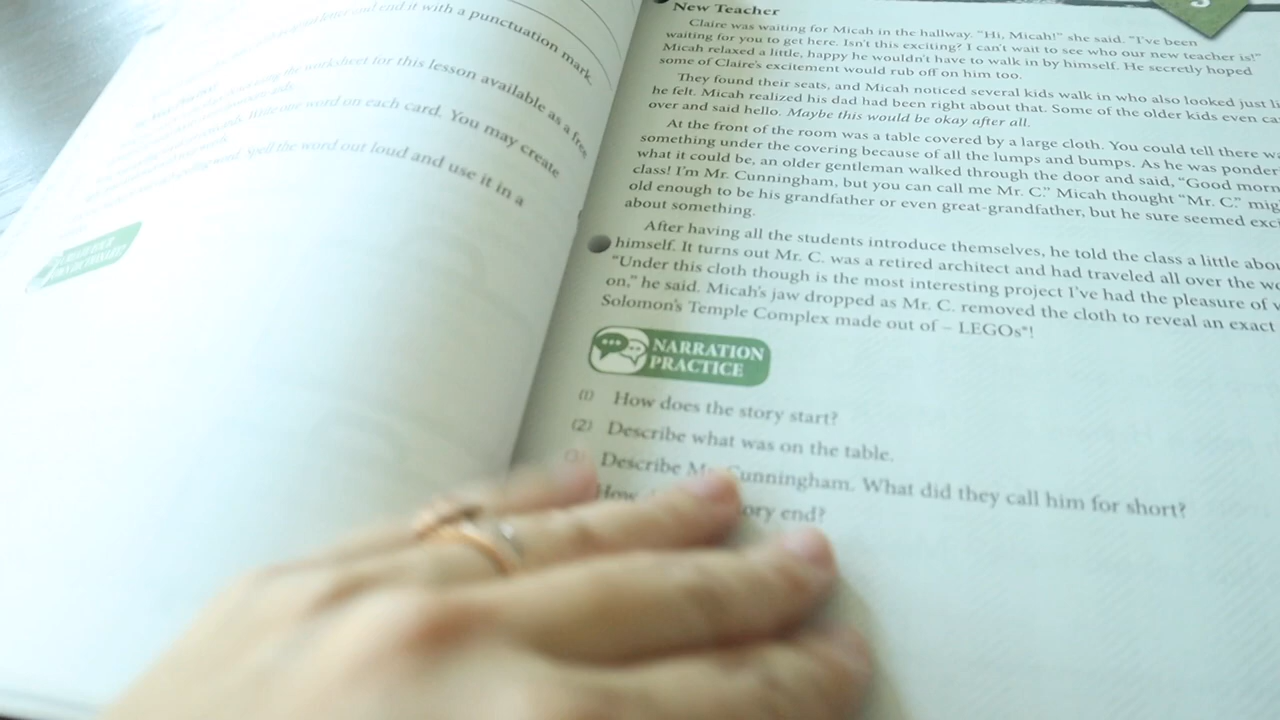 and end it with a punctuation mark.
the worksheet for this lesson available as a free
word on each card. You may create
Spell the word out loud and use it in a
3
New Teacher
Claire was waiting for Micah in the hallway. "Hi, Micah!" she said. "I've been
waiting for you to get here. Isn't this exciting? I can't wait to see who our new teacher is!"
Micah relaxed a little, happy he wouldn't have to walk in by himself. He secretly hoped
some of Claire's excitement would rub off on him too.
They found their seats, and Micah noticed several kids walk in who also looked just li
he felt. Micah realized his dad had been right about that. Some of the older kids even ca
over and said hello. Maybe this would be okay after all.
At the front of the room was a table covered by a large cloth. You could tell there w
something under the covering because of all the lumps and bumps. As he was ponder
what it could be, an older gentleman walked through the door and said, "Good morn
class! I'm Mr. Cunningham, but you can call me Mr. C." Micah thought "Mr. C." mig
old enough to be his grandfather or even great-grandfather, but he sure seemed exc
about something.
After having all the students introduce themselves, he told the class a little abou
himself. It turns out Mr. C. was a retired architect and had traveled all over the wo
"Under this cloth though is the most interesting project I've had the pleasure of w
on," he said. Micah's jaw dropped as Mr. C. removed the cloth to reveal an exact
Solomon's Temple Complex made out of – LEGOs®!
NARRATION
PRACTICE
(1) How does the story start?
(2) Describe what was on the table.
(3) Describe Mr. Cunningham. What did they call him for short?
How ory end?